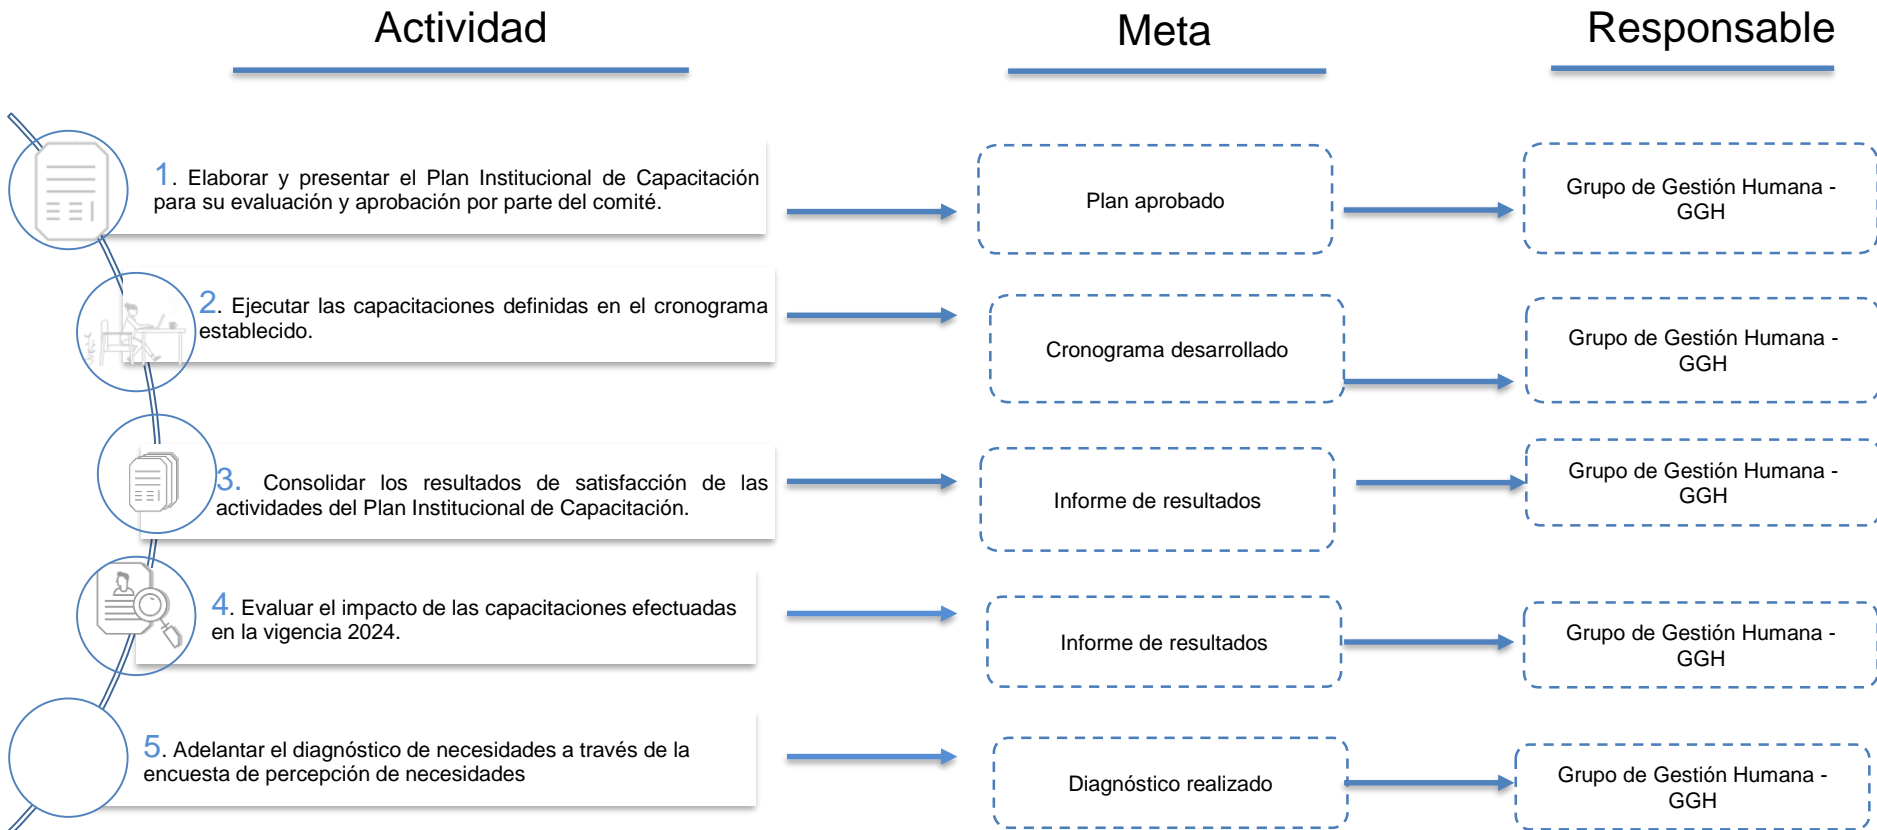 Actividad
Meta
Responsable
1. Elaborar y presentar el Plan Institucional de Capacitación
para su evaluación y aprobación por parte del comité.
Plan aprobado
Grupo de Gestión Humana -
GGH
2. Ejecutar las capacitaciones definidas en el cronograma
establecido.
Cronograma desarrollado
Grupo de Gestión Humana -
GGH
3. Consolidar los resultados de satisfacción de las
actividades del Plan Institucional de Capacitación.
Informe de resultados
Grupo de Gestión Humana -
GGH
4. Evaluar el impacto de las capacitaciones efectuadas
en la vigencia 2024.
Informe de resultados
Grupo de Gestión Humana -
GGH
5. Adelantar el diagnóstico de necesidades a través de la
encuesta de percepción de necesidades
Diagnóstico realizado
Grupo de Gestión Humana -
GGH